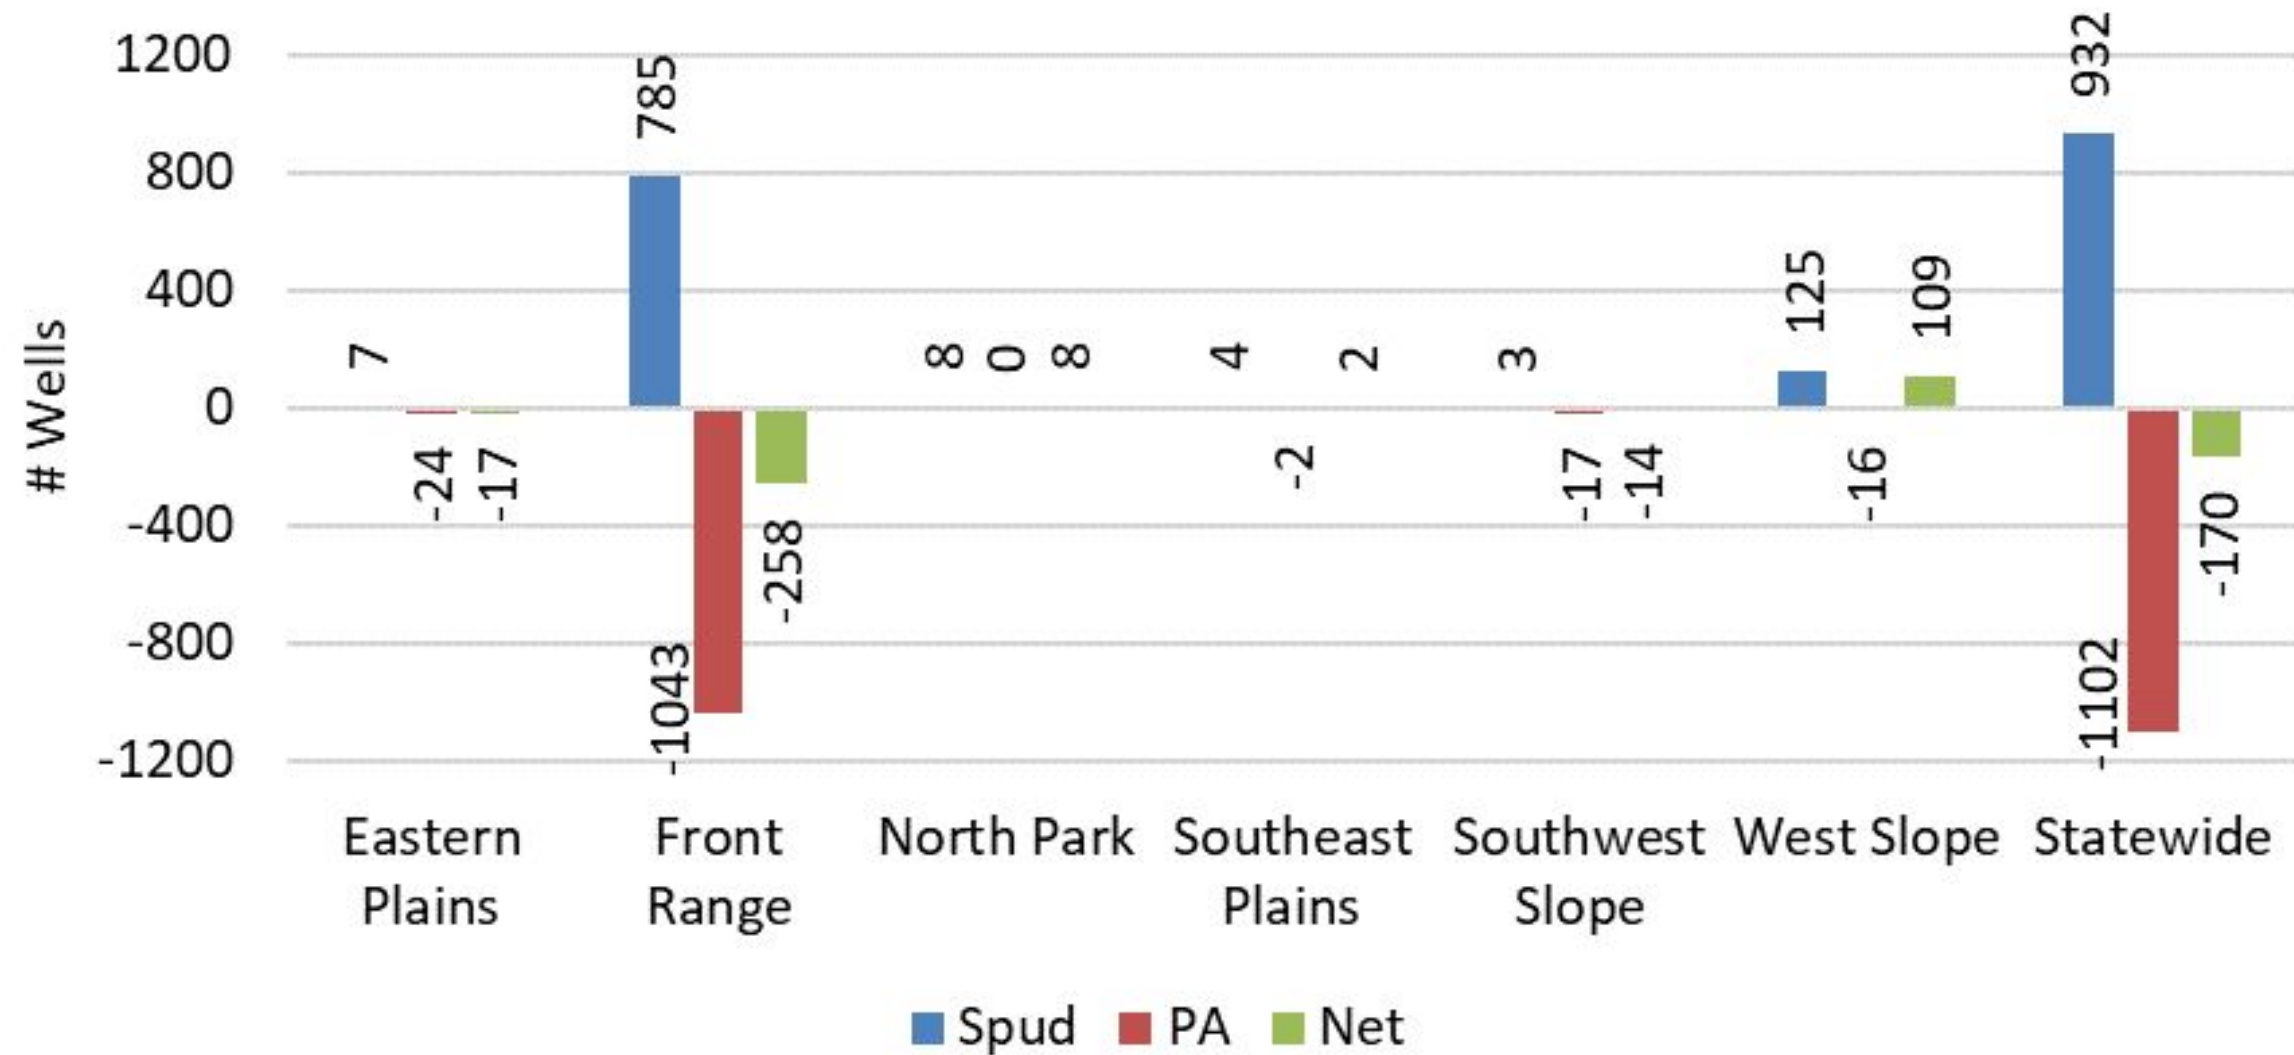 # Wells
1200
800
400
0
-400
-800
-1200
7
-24
-17
785
-1043
-258
8
0
8
4
-2
2
3
-17
-14
125
-16
109
932
-1102
-170
Eastern
Plains
Front
Range
North Park
Southeast
Plains
Southwest
Slope
West Slope
Statewide
Spud
PA
Net